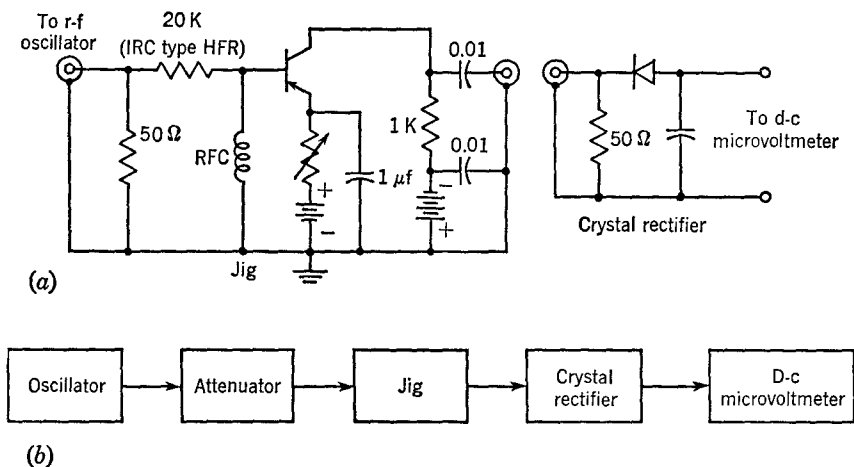 To r-f
oscillator
20 K
(IRC type HFR)
50 Ω
RFC
+
−
1 μf
1 K
0.01
0.01
−
+
Jig
50 Ω
To d-c
microvoltmeter
Crystal rectifier
(a)
Oscillator
Attenuator
Jig
Crystal
rectifier
D-c
microvoltmeter
(b)